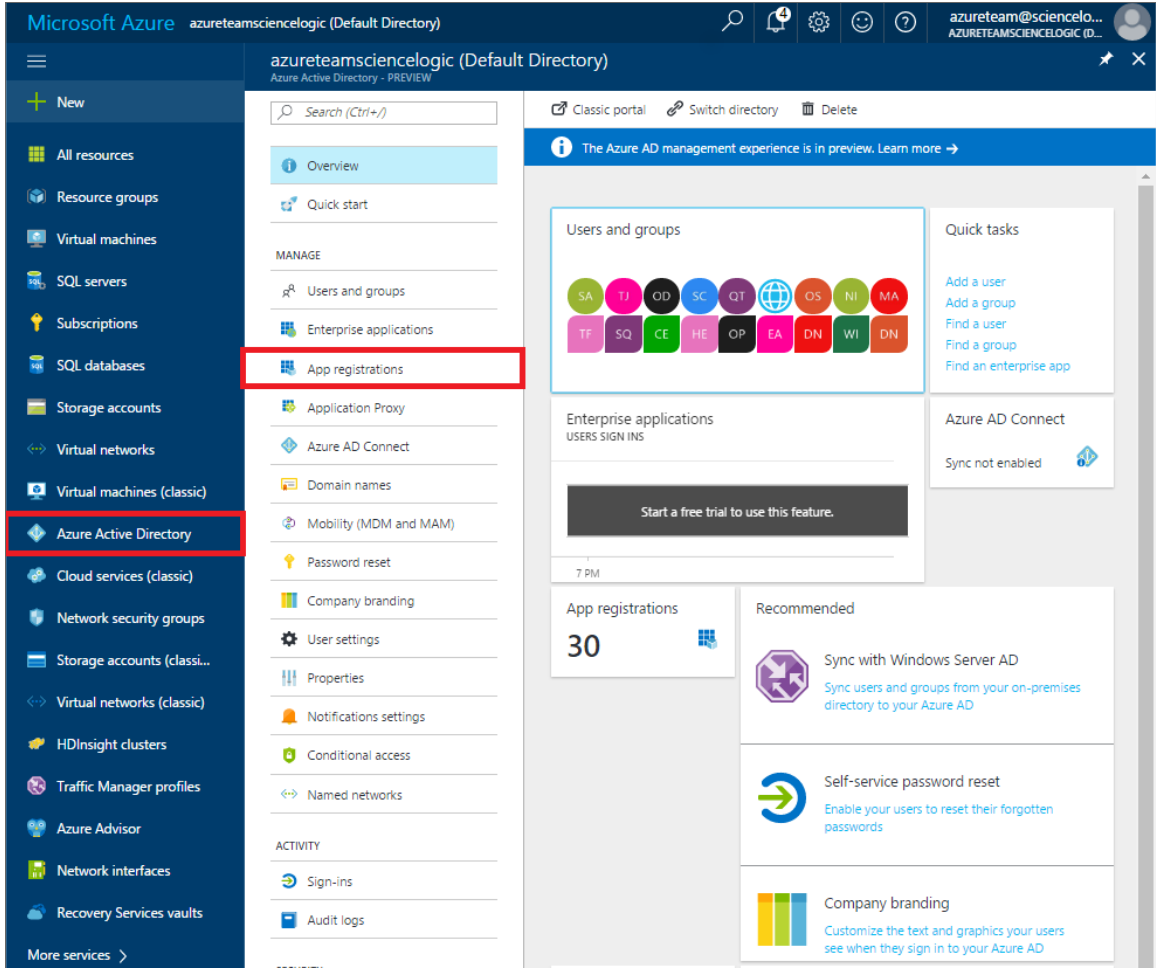 Microsoft Azure azureteamsciencelogic (Default Directory)
4
azureteam@sciencelo...
AZURETEAMSCIENCELOGIC (D...
New
All resources
Resource groups
Virtual machines
SQL servers
Subscriptions
SQL databases
Storage accounts
Virtual networks
Virtual machines (classic)
Azure Active Directory
Cloud services (classic)
Network security groups
Storage accounts (classi...
Virtual networks (classic)
HDInsight clusters
Traffic Manager profiles
Azure Advisor
Network interfaces
Recovery Services vaults
More services >
azureteamsciencelogic (Default Directory)
Azure Active Directory - PREVIEW
Search (Ctrl+/)
Overview
Quick start
MANAGE
Users and groups
Enterprise applications
App registrations
Application Proxy
Azure AD Connect
Domain names
Mobility (MDM and MAM)
Password reset
Company branding
User settings
Properties
Notifications settings
Conditional access
Named networks
ACTIVITY
Sign-ins
Audit logs
Classic portal Switch directory Delete
The Azure AD management experience is in preview. Learn more →
Users and groups
SA TJ OD SC QT OS NI MA
TF SQ CE HE OP EA DN WI DN
Quick tasks
Add a user
Add a group
Find a user
Find a group
Find an enterprise app
Enterprise applications
USERS SIGN INS
Start a free trial to use this feature.
7 PM
Azure AD Connect
Sync not enabled
App registrations
30
Recommended
Sync with Windows Server AD
Sync users and groups from your on-premises
directory to your Azure AD
Self-service password reset
Enable your users to reset their forgotten
passwords
Company branding
Customize the text and graphics your users
see when they sign in to your Azure AD